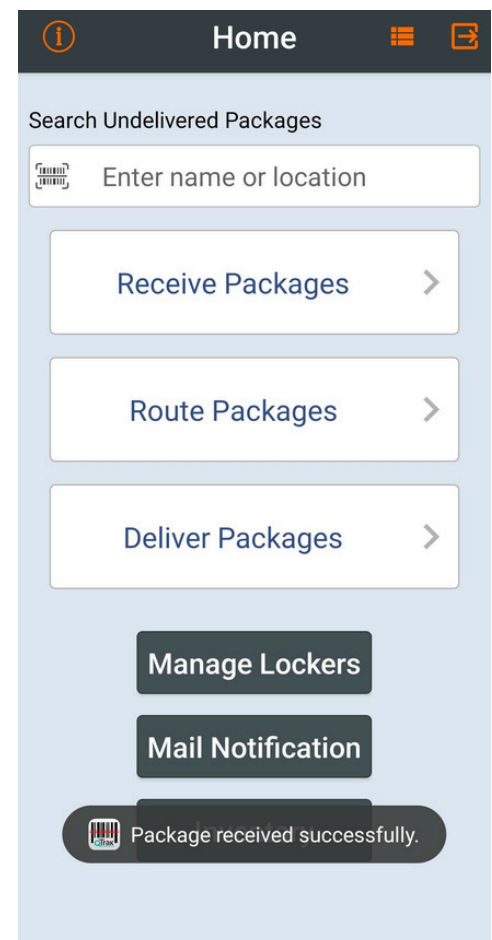 Home
Search Undelivered Packages
Enter name or location
Receive Packages
Route Packages
Deliver Packages
Manage Lockers
Mail Notification
QTrak
Package received successfully.